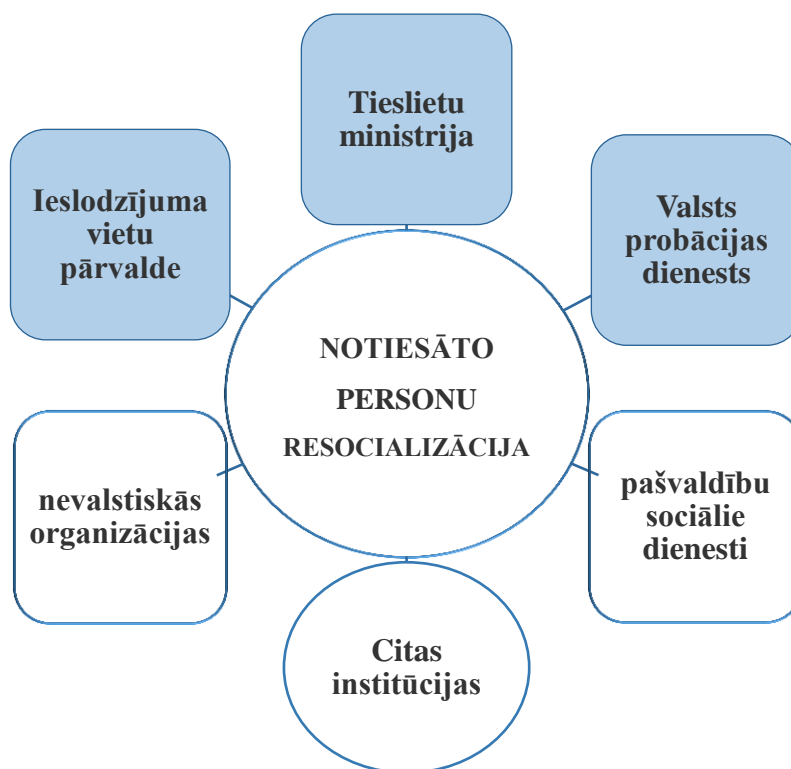 Tieslietu
ministrija
Ieslodzījuma
vietu
pārvalde
Valsts
probācijas
dienests
NOTIESĀTO
PERSONU
RESOCIALIZĀCIJA
nevalstiskās
organizācijas
pašvaldību
sociālie
dienesti
Citas
institūcijas